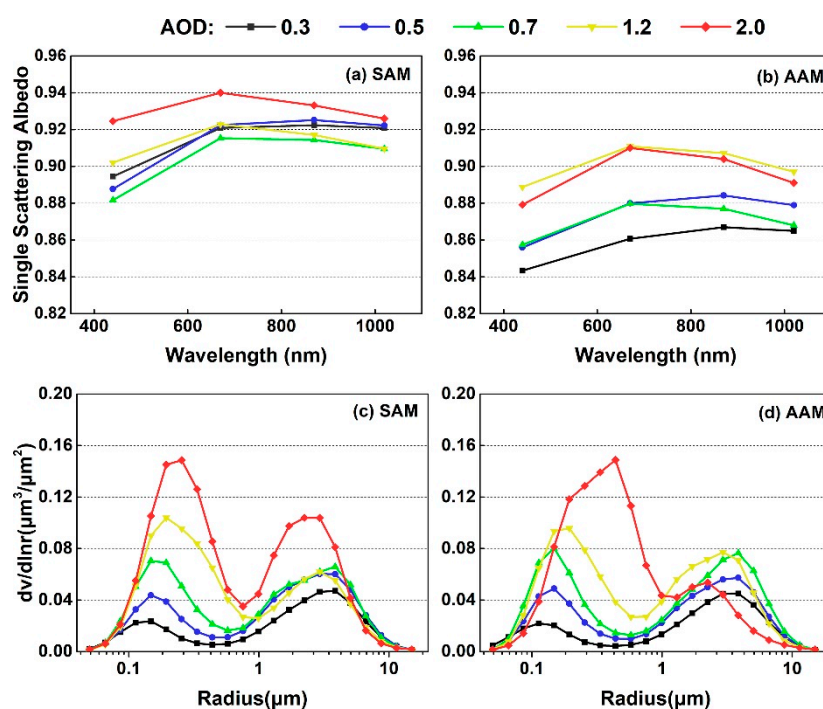 AOD: 0.3 0.5 0.7 1.2 2.0
0.96
0.94
0.92
0.90
0.88
0.86
0.84
0.82
Single Scattering Albedo
(a) SAM
400 600 800 1000
Wavelength (nm)
0.96
0.94
0.92
0.90
0.88
0.86
0.84
0.82
(b) AAM
400 600 800 1000
Wavelength (nm)
0.20
0.16
0.12
0.08
0.04
0.00
dv/dlnr(μm³/μm²)
(c) SAM
0.1 1 10
Radius(μm)
0.20
0.16
0.12
0.08
0.04
0.00
(d) AAM
0.1 1 10
Radius(μm)